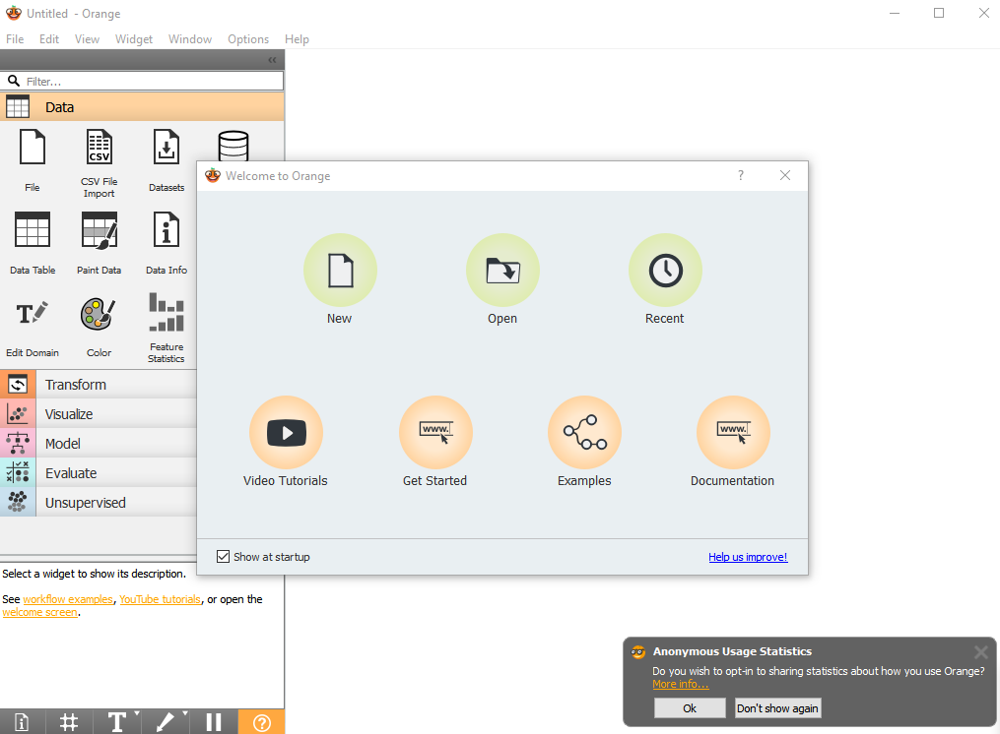 Untitled - Orange
File Edit View Widget Window Options Help
Filter...
Data
File
CSV File
Import
CSV
Datasets
Data Table
Paint Data
Data Info
Edit Domain
Color
Feature
Statistics
Transform
Visualize
Model
Evaluate
Unsupervised
Select a widget to show its description.
See workflow examples, YouTube tutorials, or open the
welcome screen.
Welcome to Orange
?
New
Open
Recent
www.
www.
Video Tutorials
Get Started
Examples
Documentation
Show at startup
Help us improve!
Anonymous Usage Statistics
Do you wish to opt-in to sharing statistics about how you use Orange?
More info...
Ok
Don't show again
T
?